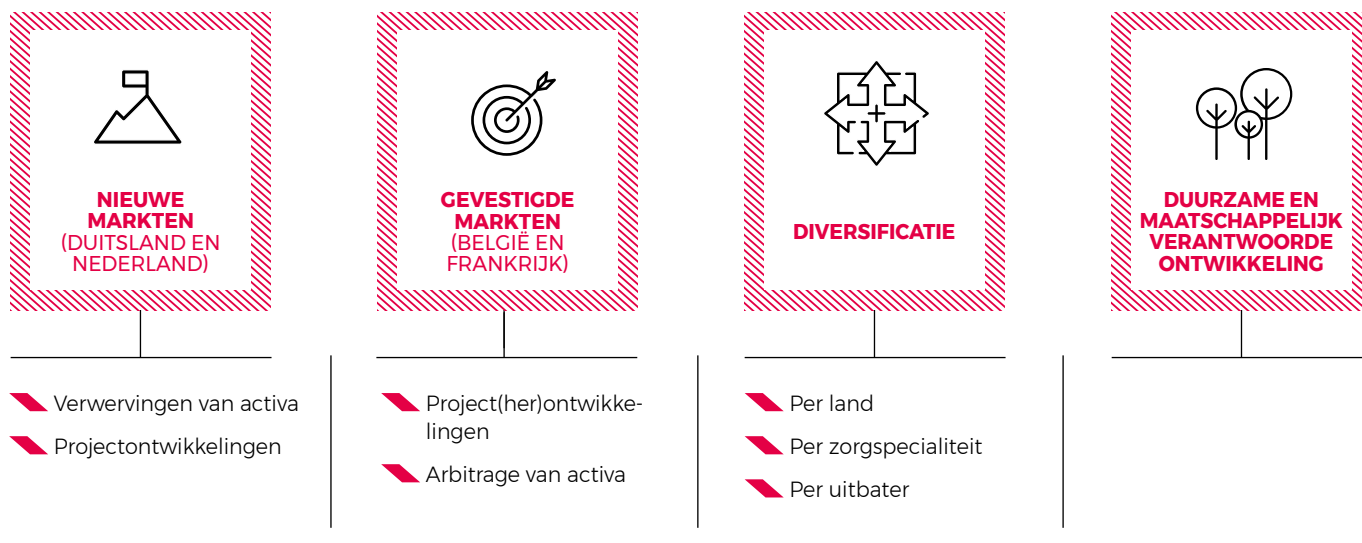 NIEUWE
MARKTEN
(DUITSLAND EN
NEDERLAND)
Verwervingen van activa
Projectontwikkelingen
GEVESTIGDE
MARKTEN
(BELGIË EN
FRANKRIJK)
Project(her)ontwikke-
lingen
Arbitrage van activa
DIVERSIFICATIE
Per land
Per zorgspecialiteit
Per uitbater
DUURZAME EN
MAATSCHAPPELIJK
VERANTWOORDE
ONTWIKKELING